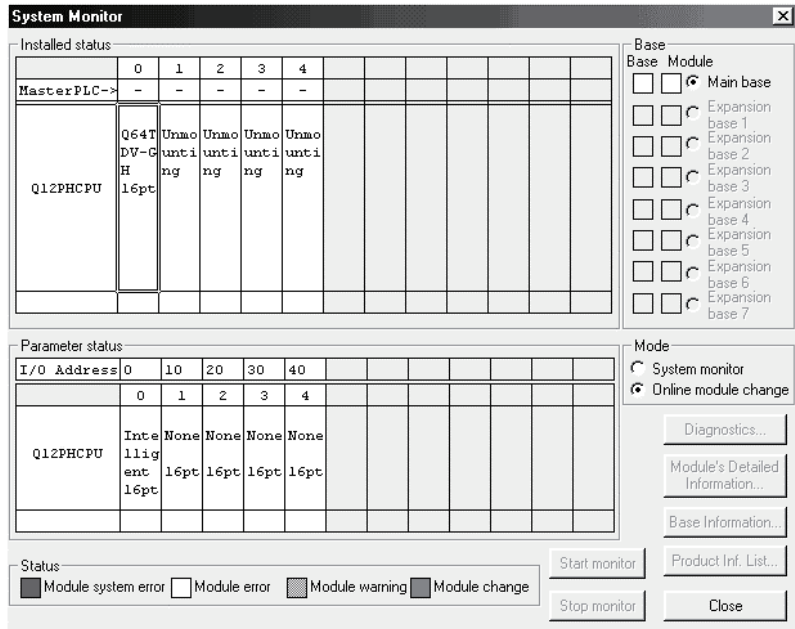 System Monitor
Installed status
0 1 2 3 4
MasterPLC-> - - - - -
Q12PHCPU
Q64T
DV-G
H
16pt
Unmo
unti
ng
Unmo
unti
ng
Unmo
unti
ng
Unmo
unti
ng
Base
Base Module
Main base
Expansion
base 1
Expansion
base 2
Expansion
base 3
Expansion
base 4
Expansion
base 5
Expansion
base 6
Expansion
base 7
Parameter status
I/O Address 0 10 20 30 40
0 1 2 3 4
Q12PHCPU
Inte
llig
ent
16pt
None
16pt
None
16pt
None
16pt
None
16pt
Mode
System monitor
Online module change
Diagnostics...
Module's Detailed
Information...
Base Information...
Product Inf. List...
Close
Status
Module system error Module error Module warning Module change
Start monitor
Stop monitor